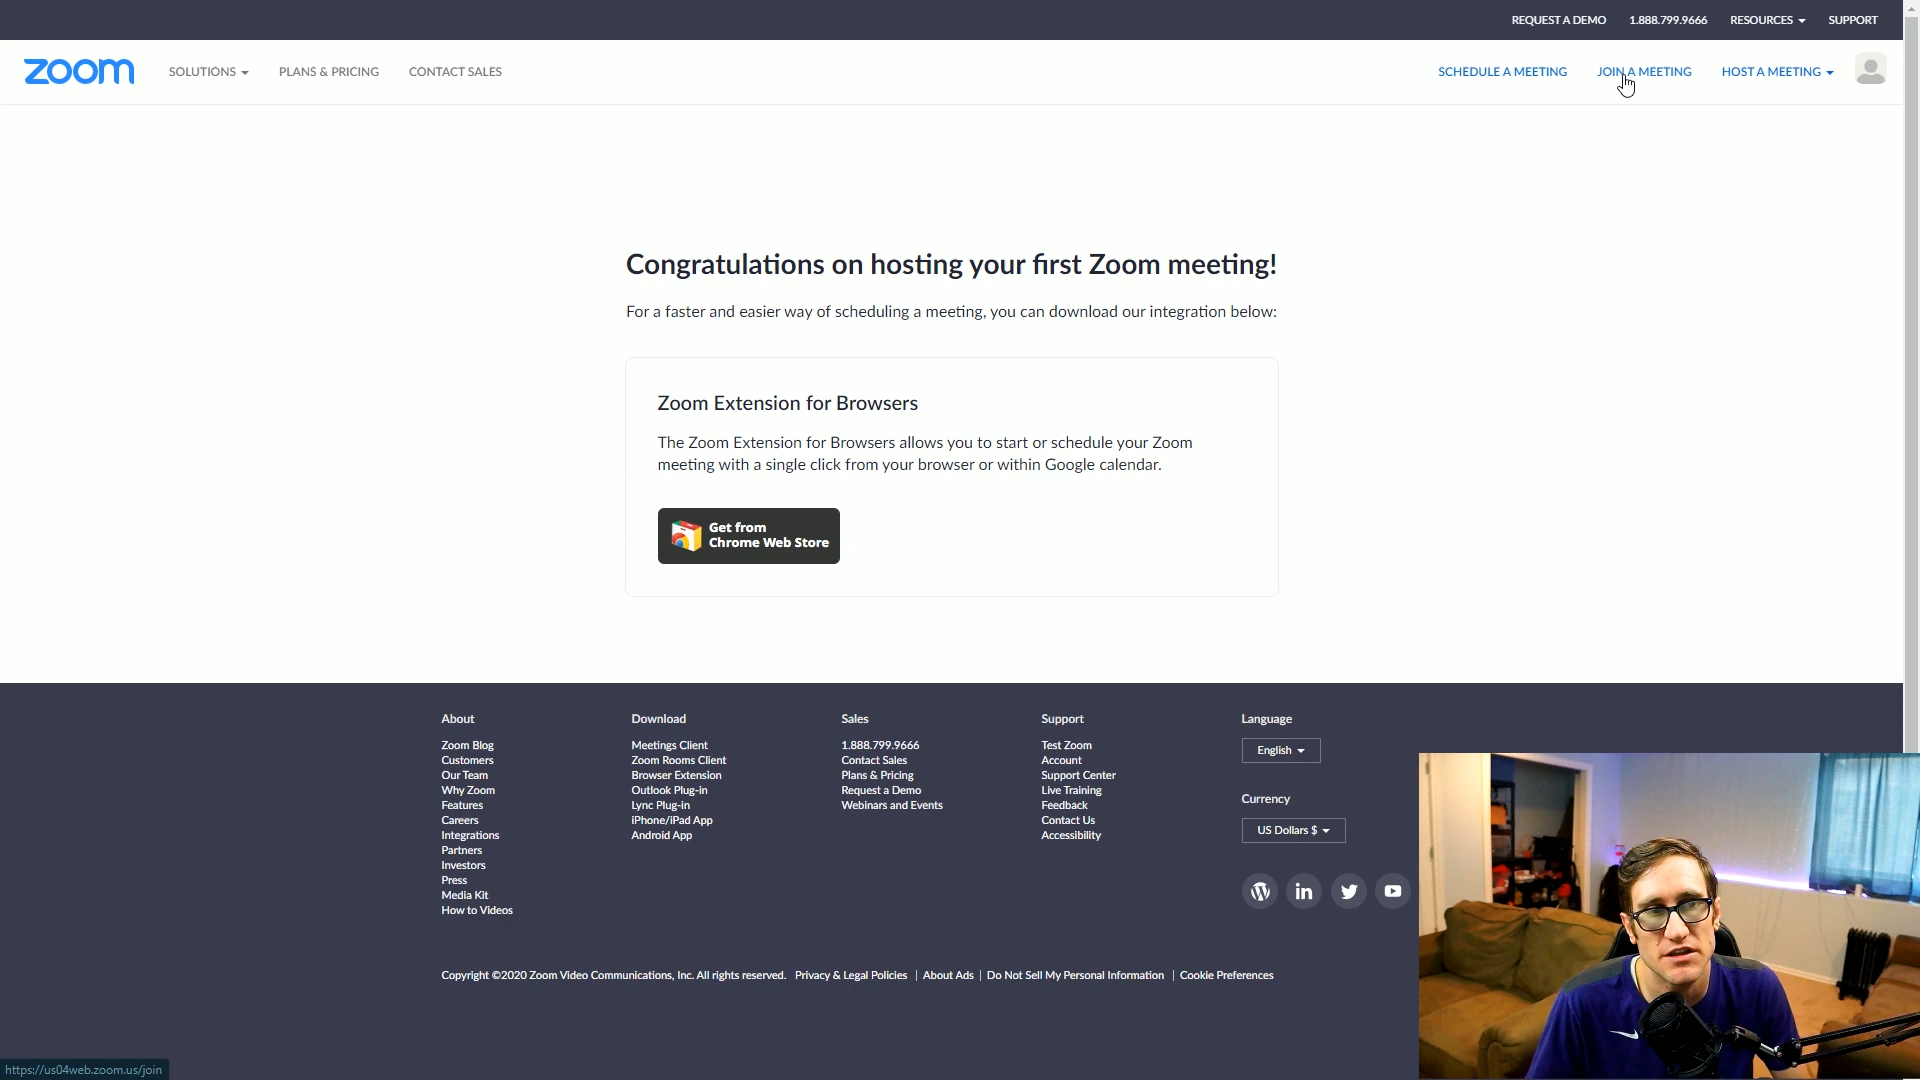 REQUEST A DEMO 1.888.799.9666 RESOURCES SUPPORT
zoom SOLUTIONS PLANS & PRICING CONTACT SALES SCHEDULE A MEETING JOIN A MEETING HOST A MEETING
Congratulations on hosting your first Zoom meeting!
For a faster and easier way of scheduling a meeting, you can download our integration below:
Zoom Extension for Browsers
The Zoom Extension for Browsers allows you to start or schedule your Zoom
meeting with a single click from your browser or within Google calendar.
Get from
Chrome Web Store
About
Zoom Blog
Customers
Our Team
Why Zoom
Features
Careers
Integrations
Partners
Investors
Press
Media Kit
How to Videos
Download
Meetings Client
Zoom Rooms Client
Browser Extension
Outlook Plug-in
Lync Plug-in
iPhone/iPad App
Android App
Sales
1.888.799.9666
Contact Sales
Plans & Pricing
Request a Demo
Webinars and Events
Support
Test Zoom
Account
Support Center
Live Training
Feedback
Contact Us
Accessibility
Language
English
Currency
US Dollars $
Copyright ©2020 Zoom Video Communications, Inc. All rights reserved. Privacy & Legal Policies | About Ads | Do Not Sell My Personal Information | Cookie Preferences
https://us04web.zoom.us/join